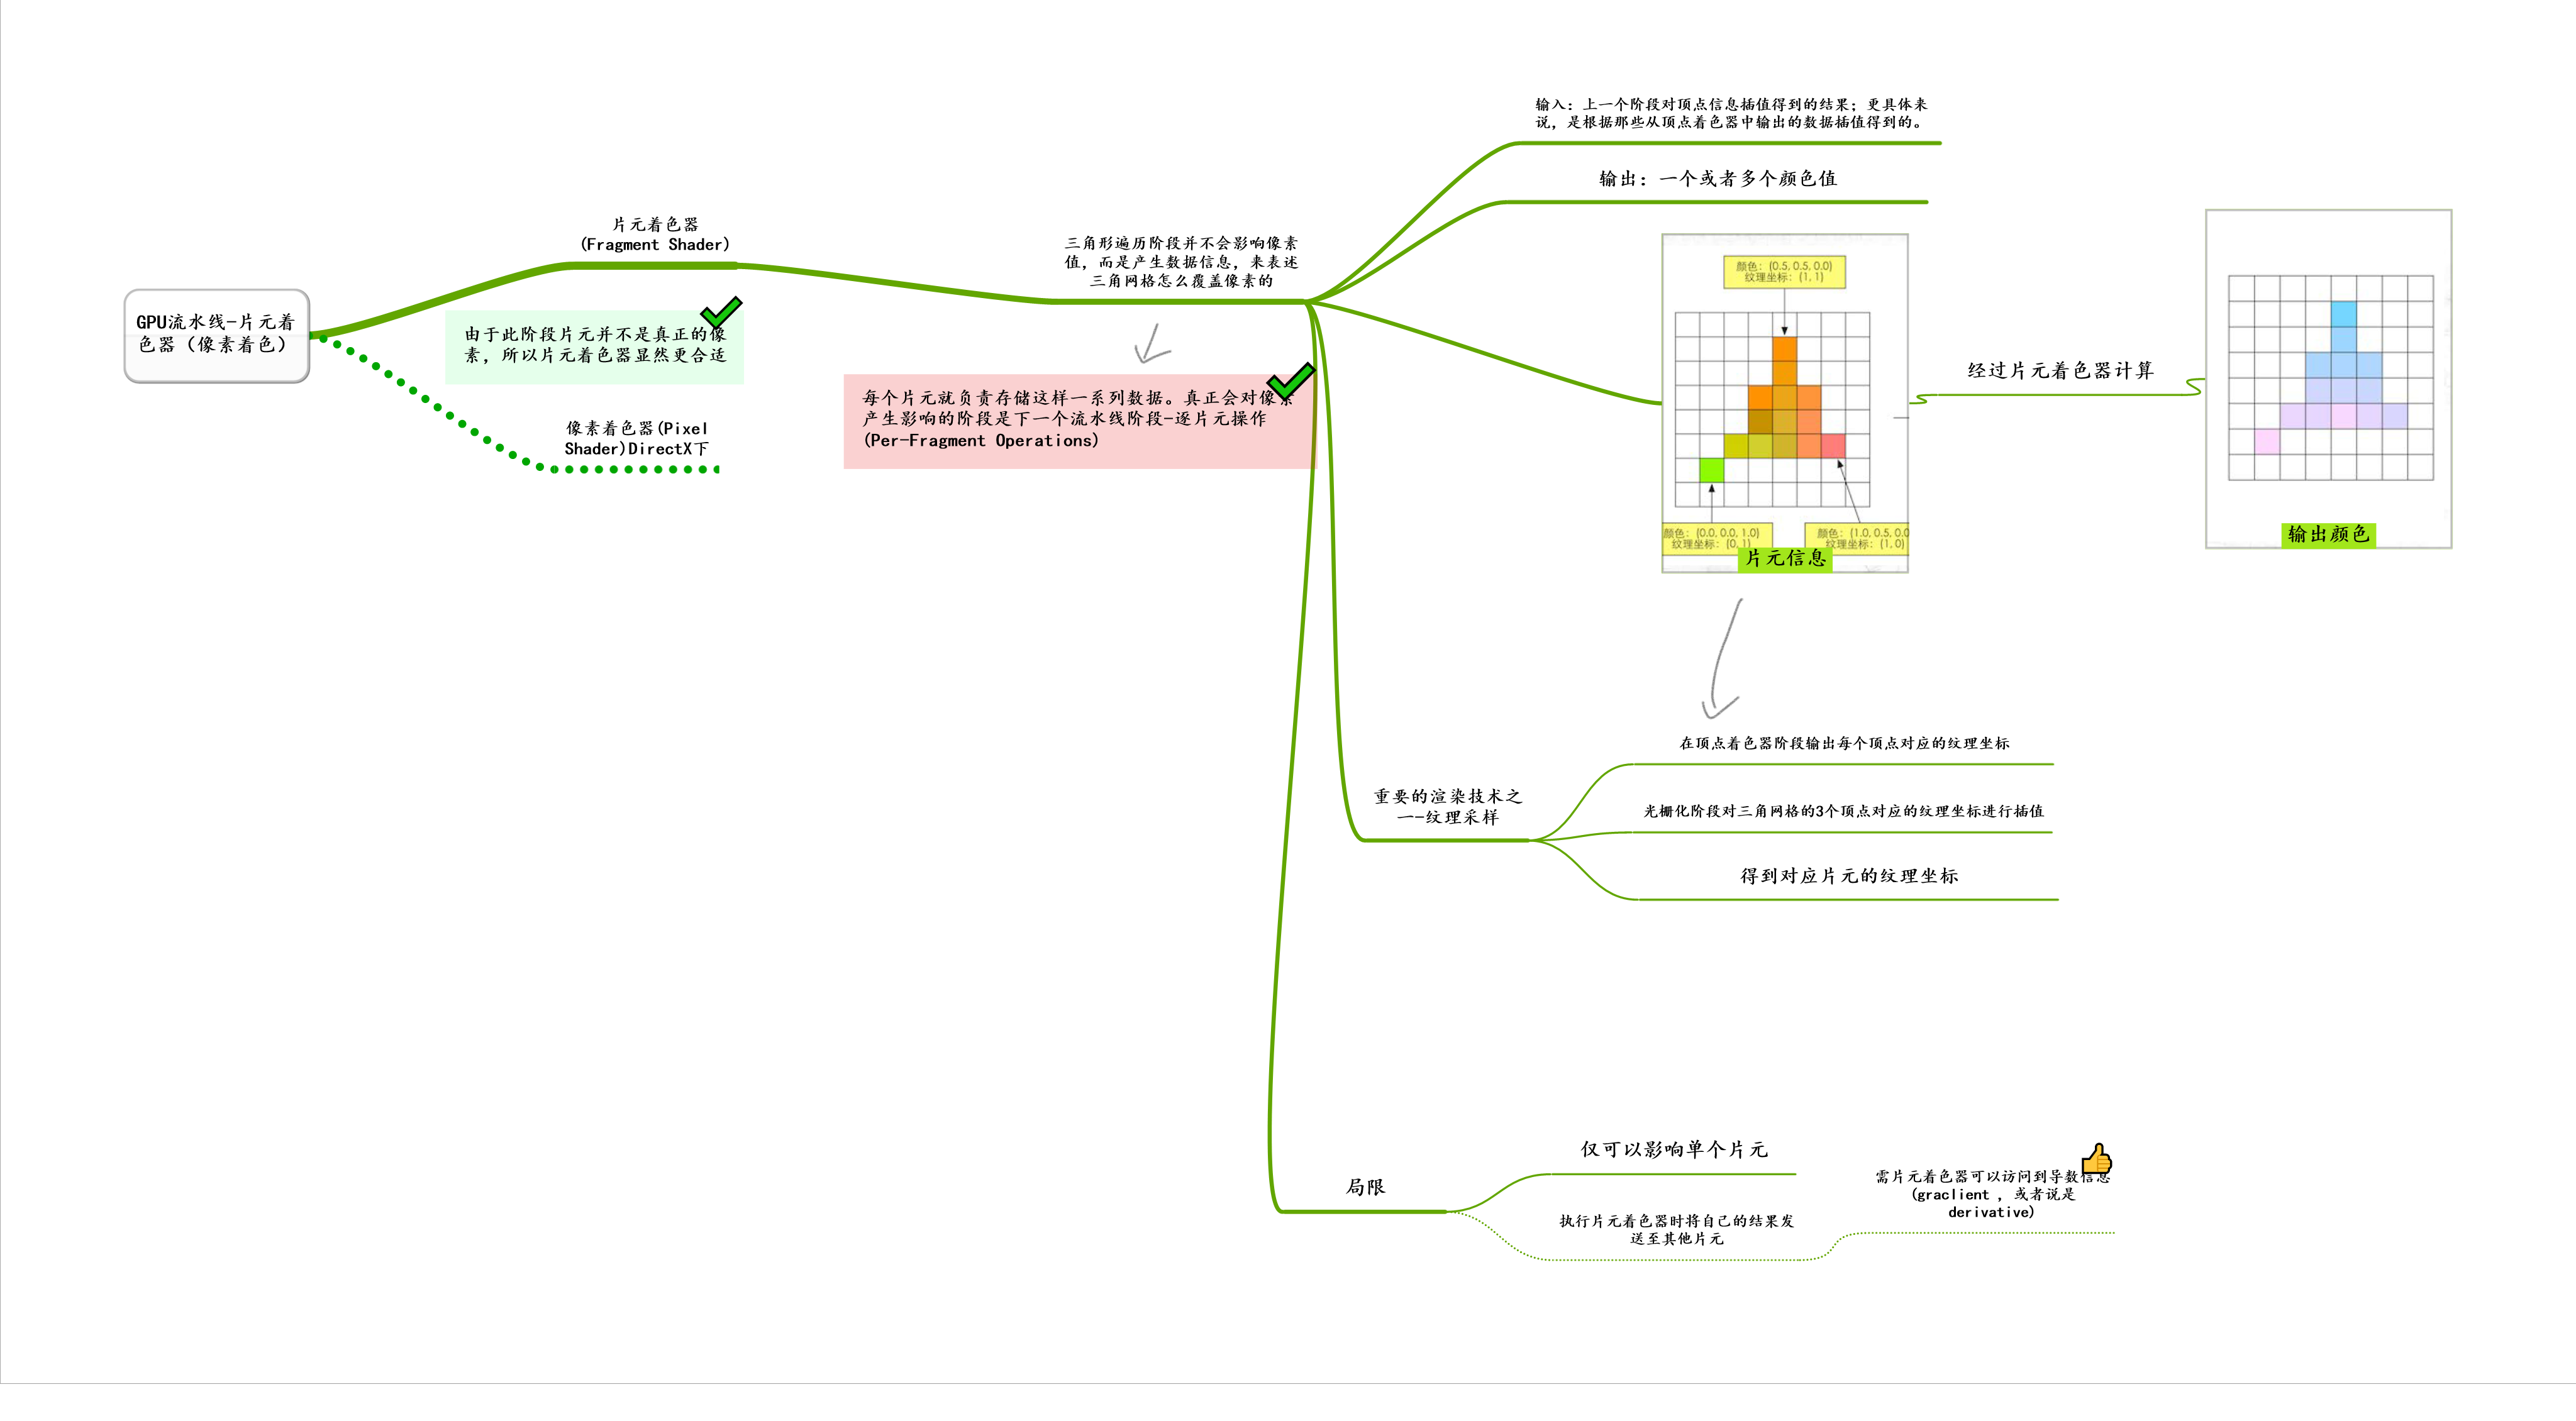 GPU流水线-片元着
色器（像素着色）
片元着色器
(Fragment Shader)
由于此阶段片元并不是真正的像
素，所以片元着色器显然更合适
像素着色器(Pixel
Shader)DirectX下
三角形遍历阶段并不会影响像素
值，而是产生数据信息，来表述
三角网格怎么覆盖像素的
每个片元就负责存储这样一系列数据。真正会对像素
产生影响的阶段是下一个流水线阶段-逐片元操作
(Per-Fragment Operations)
输入：上一个阶段对顶点信息插值得到的结果；更具体来
说，是根据那些从顶点着色器中输出的数据插值得到的。
输出：一个或者多个颜色值
颜色：(0.5, 0.5, 0.0)
纹理坐标：(1, 1)
颜色：(0.0, 0.0, 1.0)
纹理坐标：(0, 1)
颜色：(1.0, 0.5, 0.0
纹理坐标：(1, 0)
片元信息
经过片元着色器计算
输出颜色
重要的渲染技术之
一-纹理采样
在顶点着色器阶段输出每个顶点对应的纹理坐标
光栅化阶段对三角网格的3个顶点对应的纹理坐标进行插值
得到对应片元的纹理坐标
局限
仅可以影响单个片元
执行片元着色器时将自己的结果发
送至其他片元
需片元着色器可以访问到导数信息
(graclient ，或者说是
derivative)